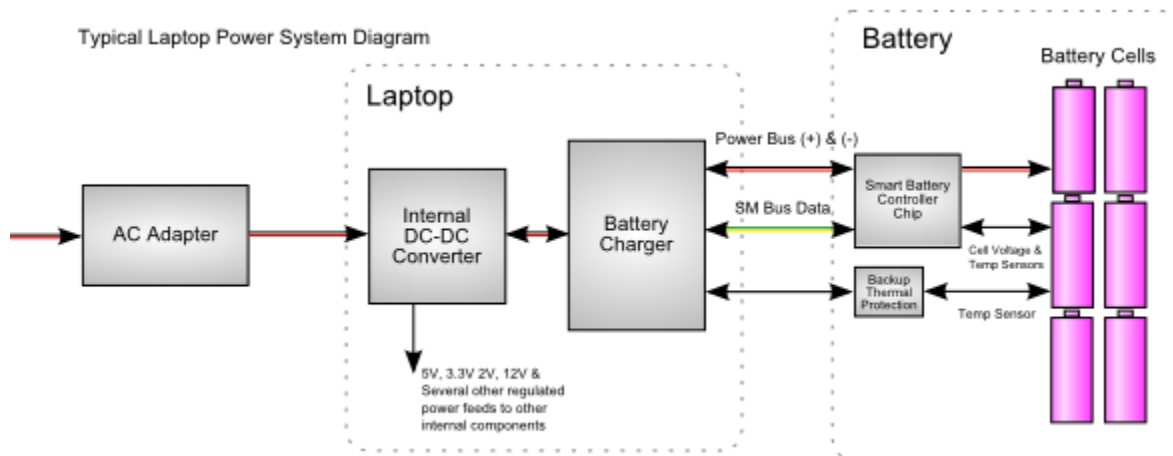 Typical Laptop Power System Diagram
Laptop
Battery
Battery Cells
AC Adapter
Internal
DC-DC
Converter
Battery
Charger
Power Bus (+) & (-)
SM Bus Data
Smart Battery
Controller
Chip
Cell Voltage &
Temp Sensors
Backup
Thermal
Protection
Temp Sensor
5V, 3.3V 2V, 12V &
Several other regulated
power feeds to other
internal components